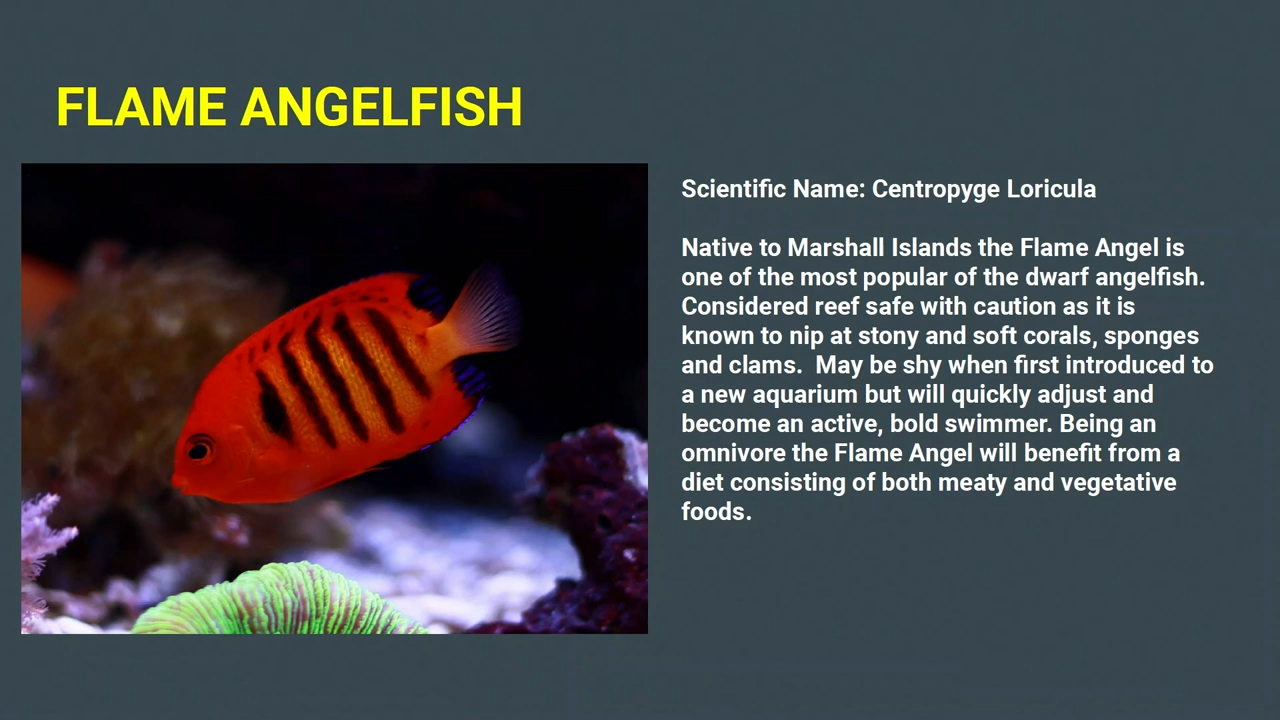 FLAME ANGELFISH
Scientific Name: Centropyge Loricula
Native to Marshall Islands the Flame Angel is
one of the most popular of the dwarf angelfish.
Considered reef safe with caution as it is
known to nip at stony and soft corals, sponges
and clams.  May be shy when first introduced to
a new aquarium but will quickly adjust and
become an active, bold swimmer. Being an
omnivore the Flame Angel will benefit from a
diet consisting of both meaty and vegetative
foods.